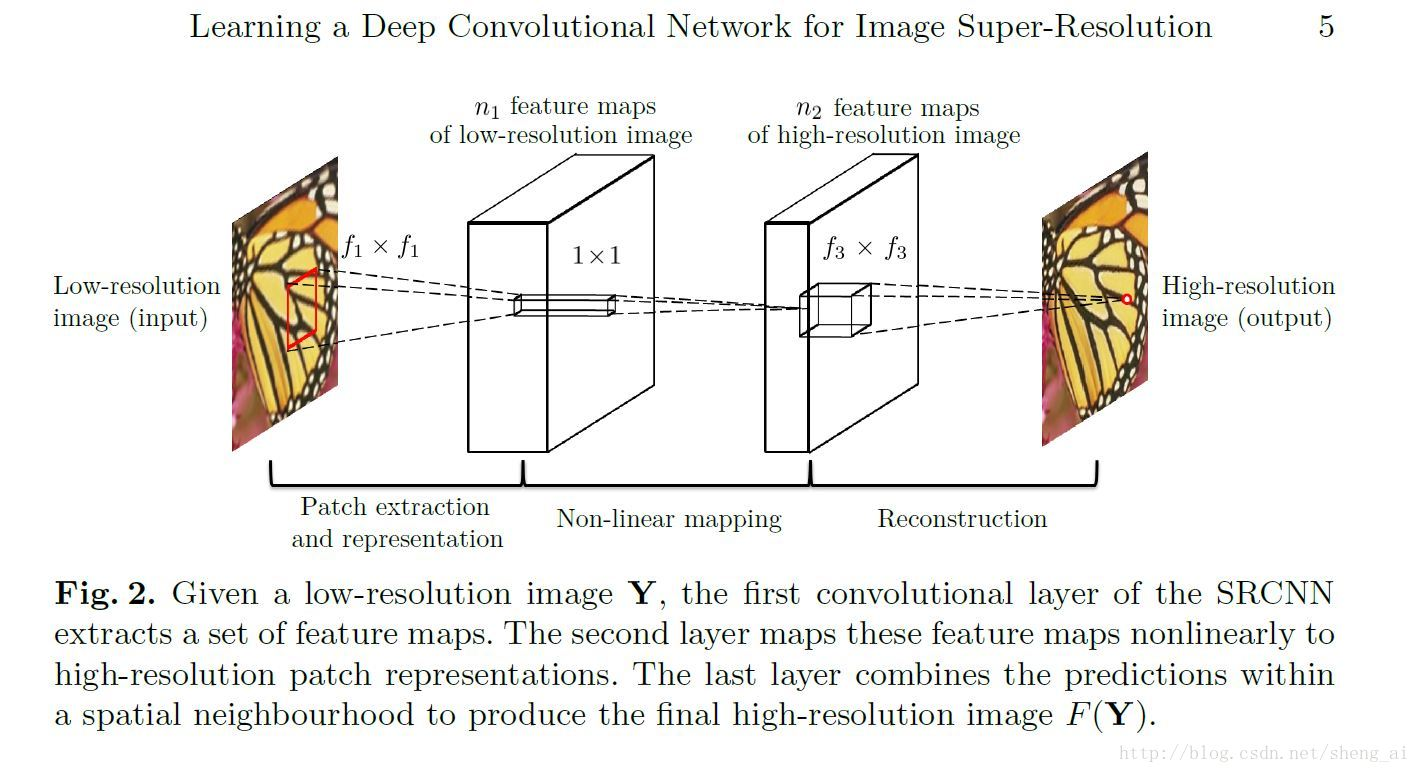 Learning a Deep Convolutional Network for Image Super-Resolution 5
n₁ feature maps
of low-resolution image
n₂ feature maps
of high-resolution image
f₁ × f₁
1×1
f₃ × f₃
Low-resolution
image (input)
High-resolution
image (output)
Patch extraction
and representation
Non-linear mapping
Reconstruction
Fig. 2. Given a low-resolution image Y, the first convolutional layer of the SRCNN
extracts a set of feature maps. The second layer maps these feature maps nonlinearly to
high-resolution patch representations. The last layer combines the predictions within
a spatial neighbourhood to produce the final high-resolution image F(Y).
http://blog.csdn.net/sheng_ai